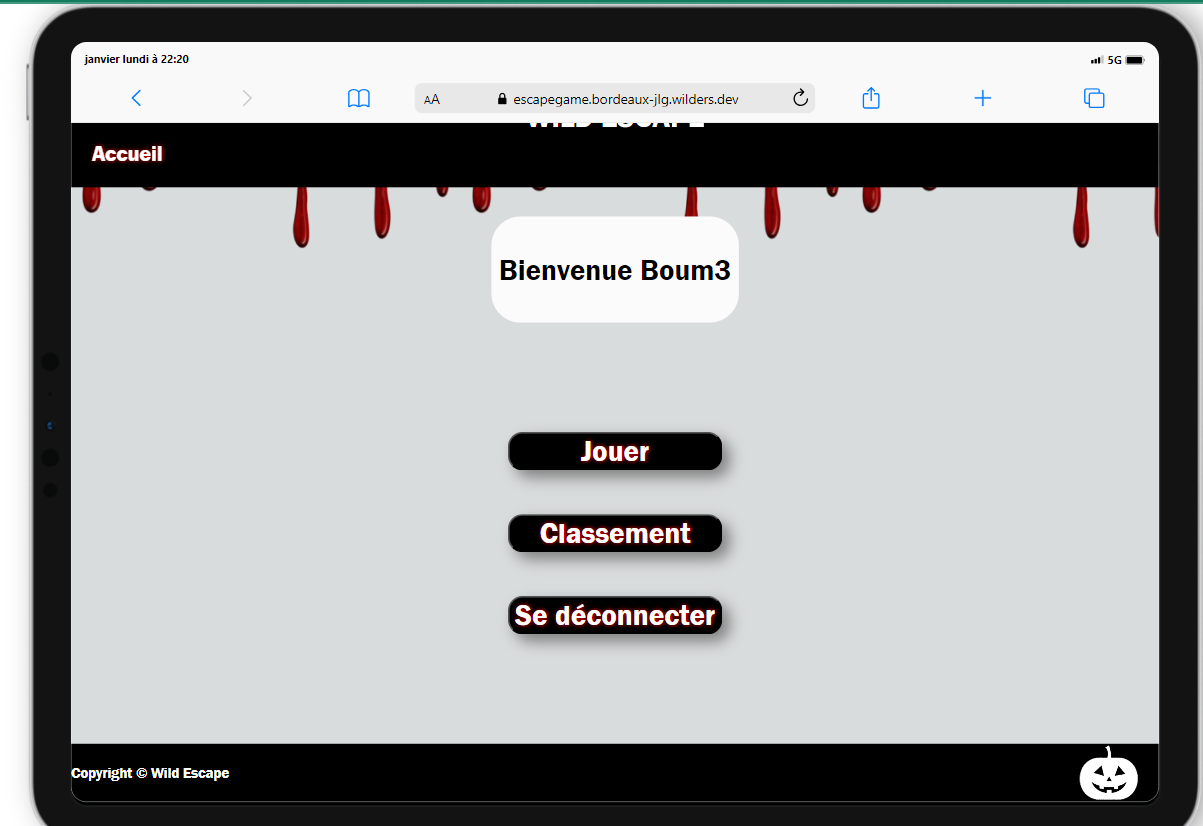 janvier lundi à 22:20
5G
AA
escapegame.bordeaux-jlg.wilders.dev
WILD ESCAPE
Accueil
Bienvenue Boum3
Jouer
Classement
Se déconnecter
Copyright © Wild Escape